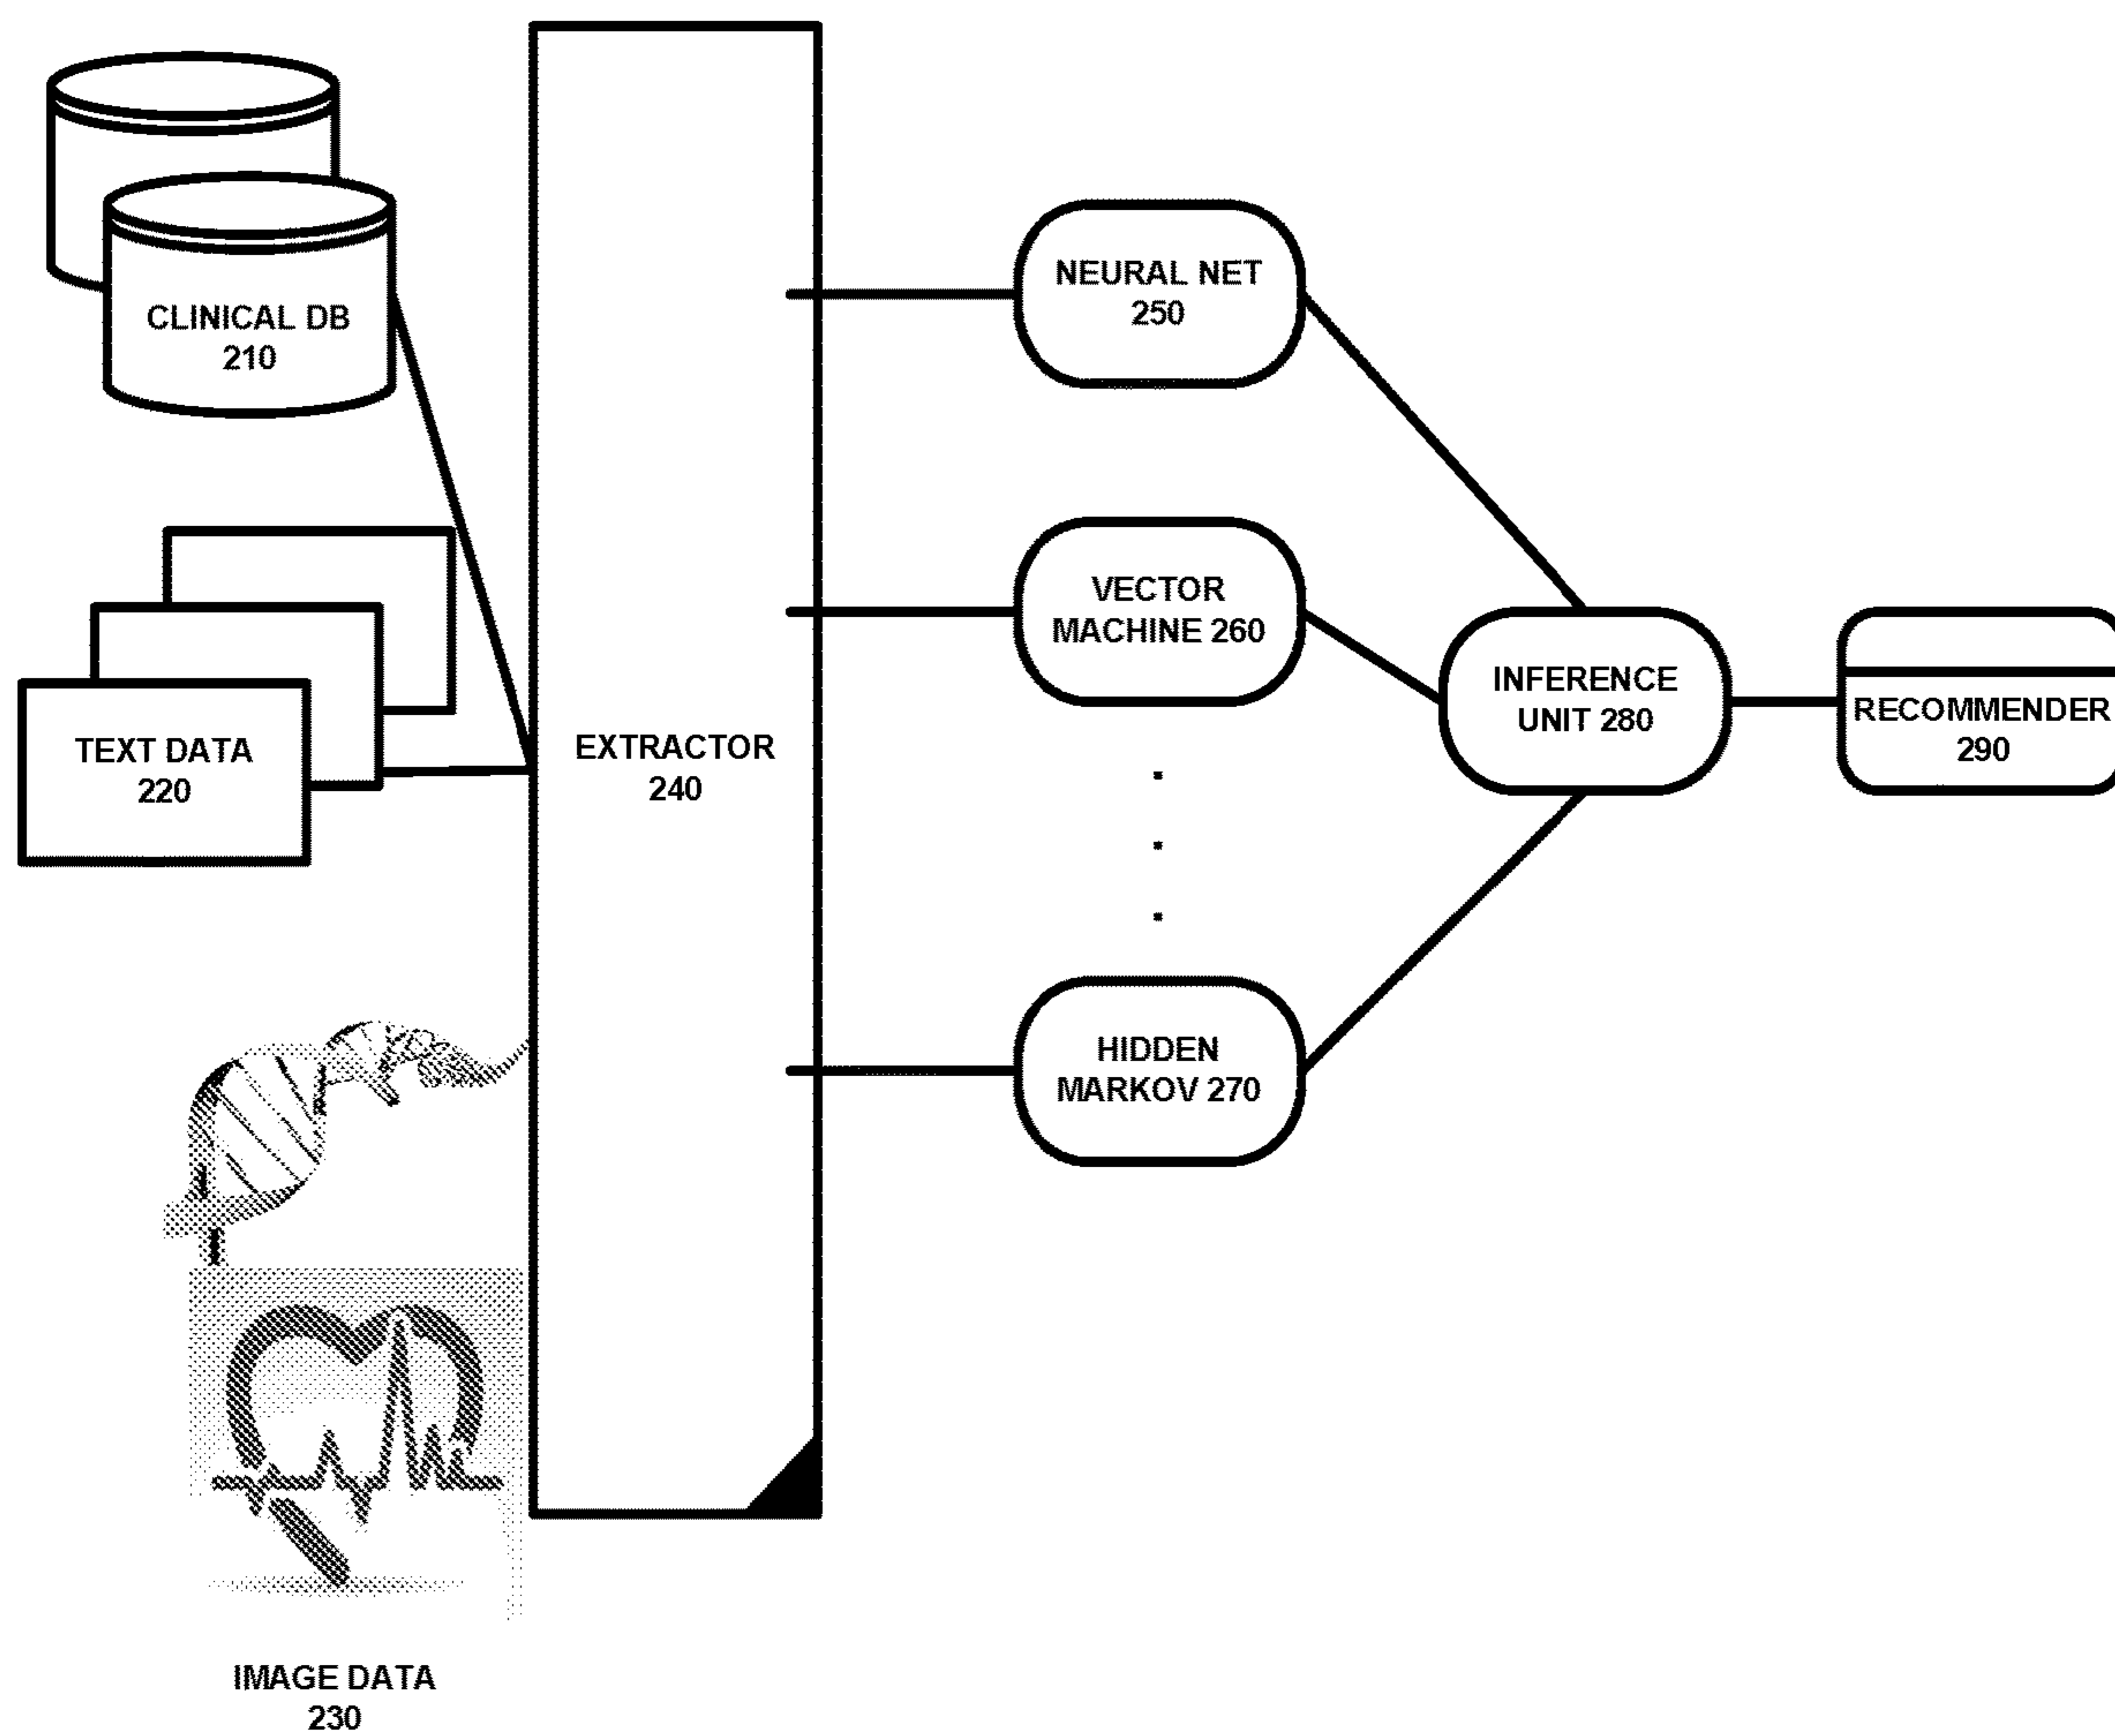 CLINICAL DB
210
TEXT DATA
220
IMAGE DATA
230
EXTRACTOR
240
NEURAL NET
250
VECTOR
MACHINE 260
.
.
.
HIDDEN
MARKOV 270
INFERENCE
UNIT 280
RECOMMENDER
290